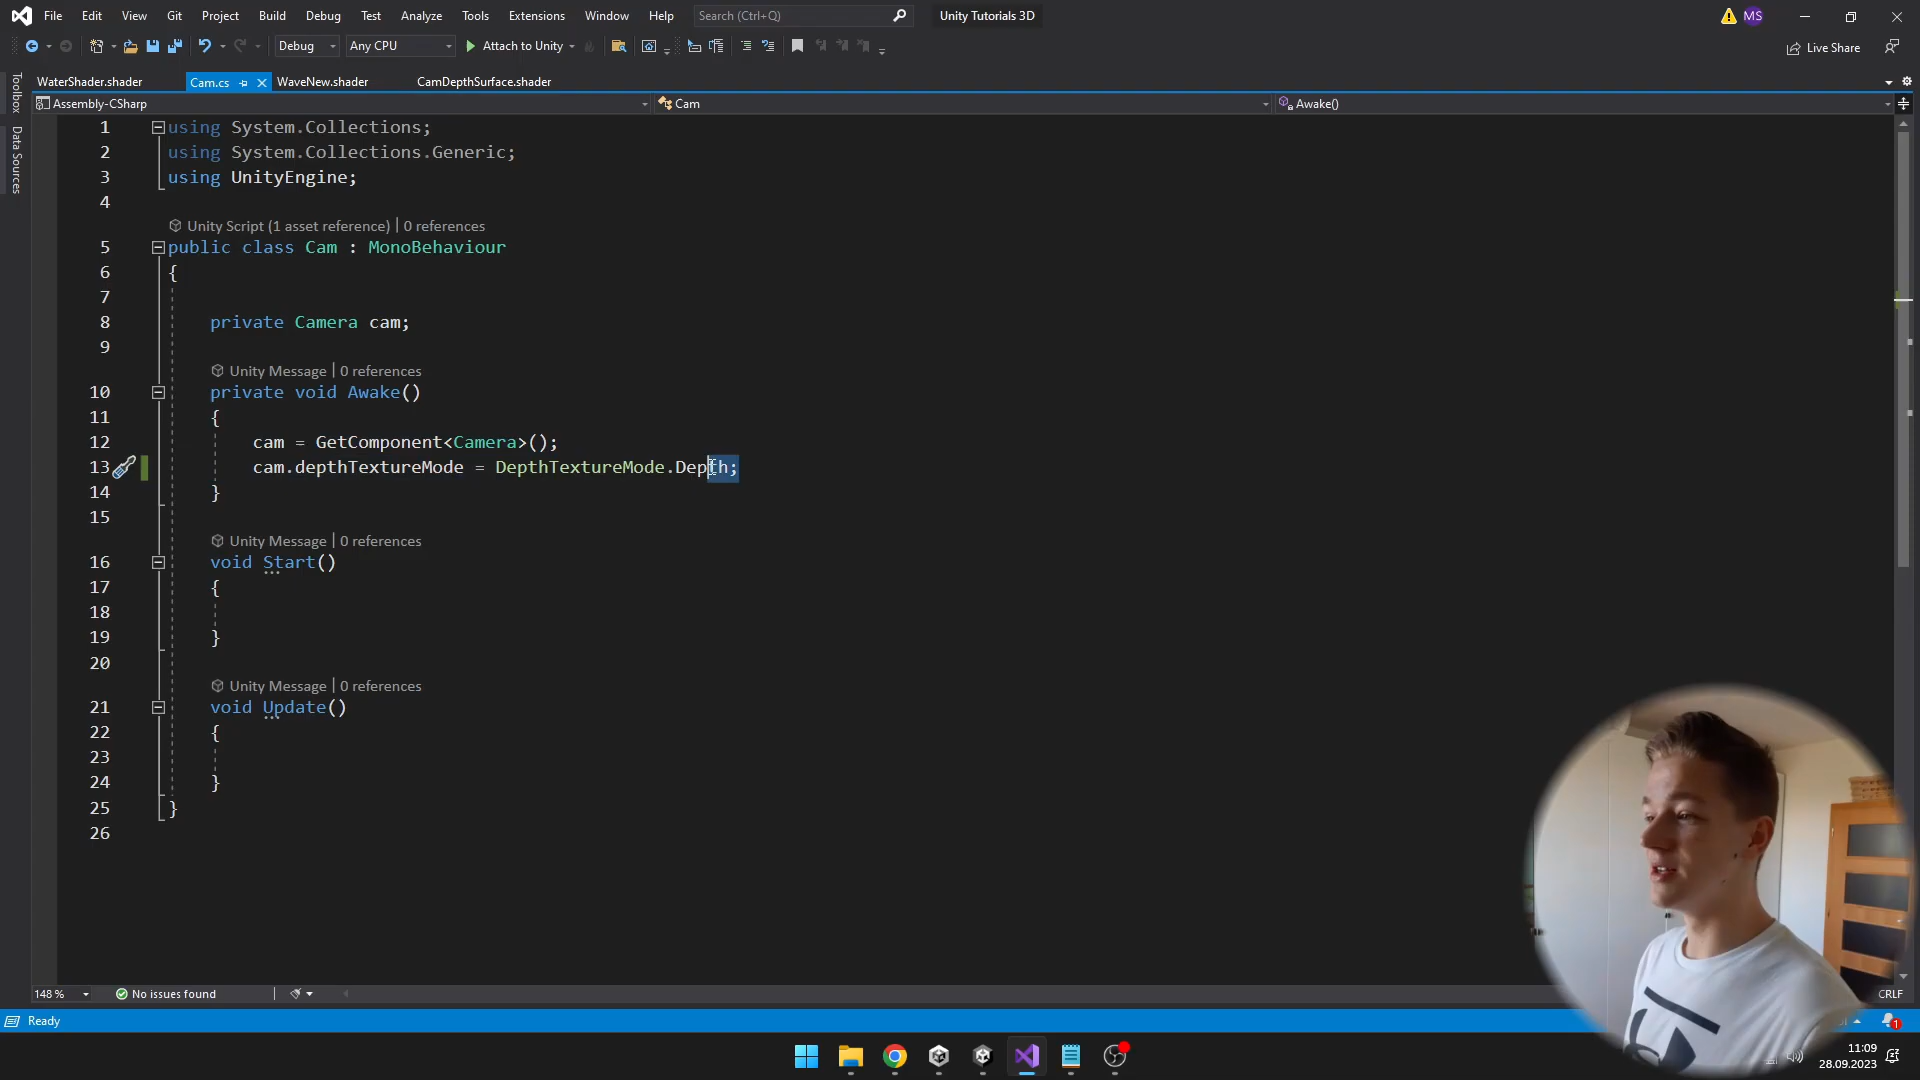 File Edit View Git Project Build Debug Test Analyze Tools Extensions Window Help Search (Ctrl+Q) Unity Tutorials 3D MS
Debug Any CPU Attach to Unity Live Share
WaterShader.shader Cam.cs WaveNew.shader CamDepthSurface.shader
Assembly-CSharp Cam Awake()
Toolbox
Data Sources
1 using System.Collections;
2 using System.Collections.Generic;
3 using UnityEngine;
4
Unity Script (1 asset reference) | 0 references
5 public class Cam : MonoBehaviour
6 {
7
8 private Camera cam;
9
Unity Message | 0 references
10 private void Awake()
11 {
12 cam = GetComponent<Camera>();
13 cam.depthTextureMode = DepthTextureMode.Depth;
14 }
15
Unity Message | 0 references
16 void Start()
17 {
18
19 }
20
Unity Message | 0 references
21 void Update()
22 {
23
24 }
25 }
26
148 % No issues found CRLF
Ready 1
11:09
28.09.2023